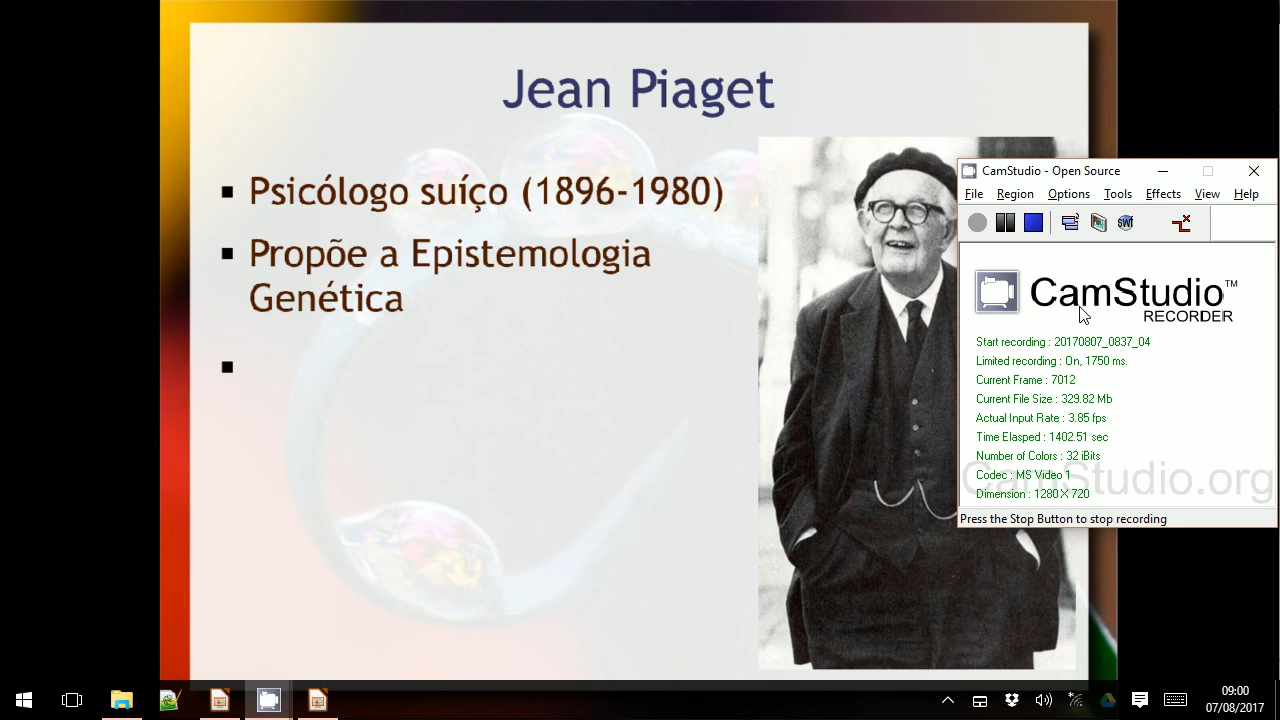 Jean Piaget
Psicólogo suíço (1896-1980)
Propõe a Epistemologia
Genética
CamStudio - Open Source
File Region Options Tools Effects View Help
SWF
CamStudio™
RECORDER
Start recording : 20170807_0837_04
Limited recording : On, 1750 ms.
Current Frame : 7012
Current File Size : 329.82 Mb
Actual Input Rate : 3.85 fps
Time Elasped : 1402.51 sec
Number of Colors : 32 iBits
Codec : MS Video 1
Dimension : 1280 X 720
CamStudio.org
Press the Stop Button to stop recording
09:00
07/08/2017